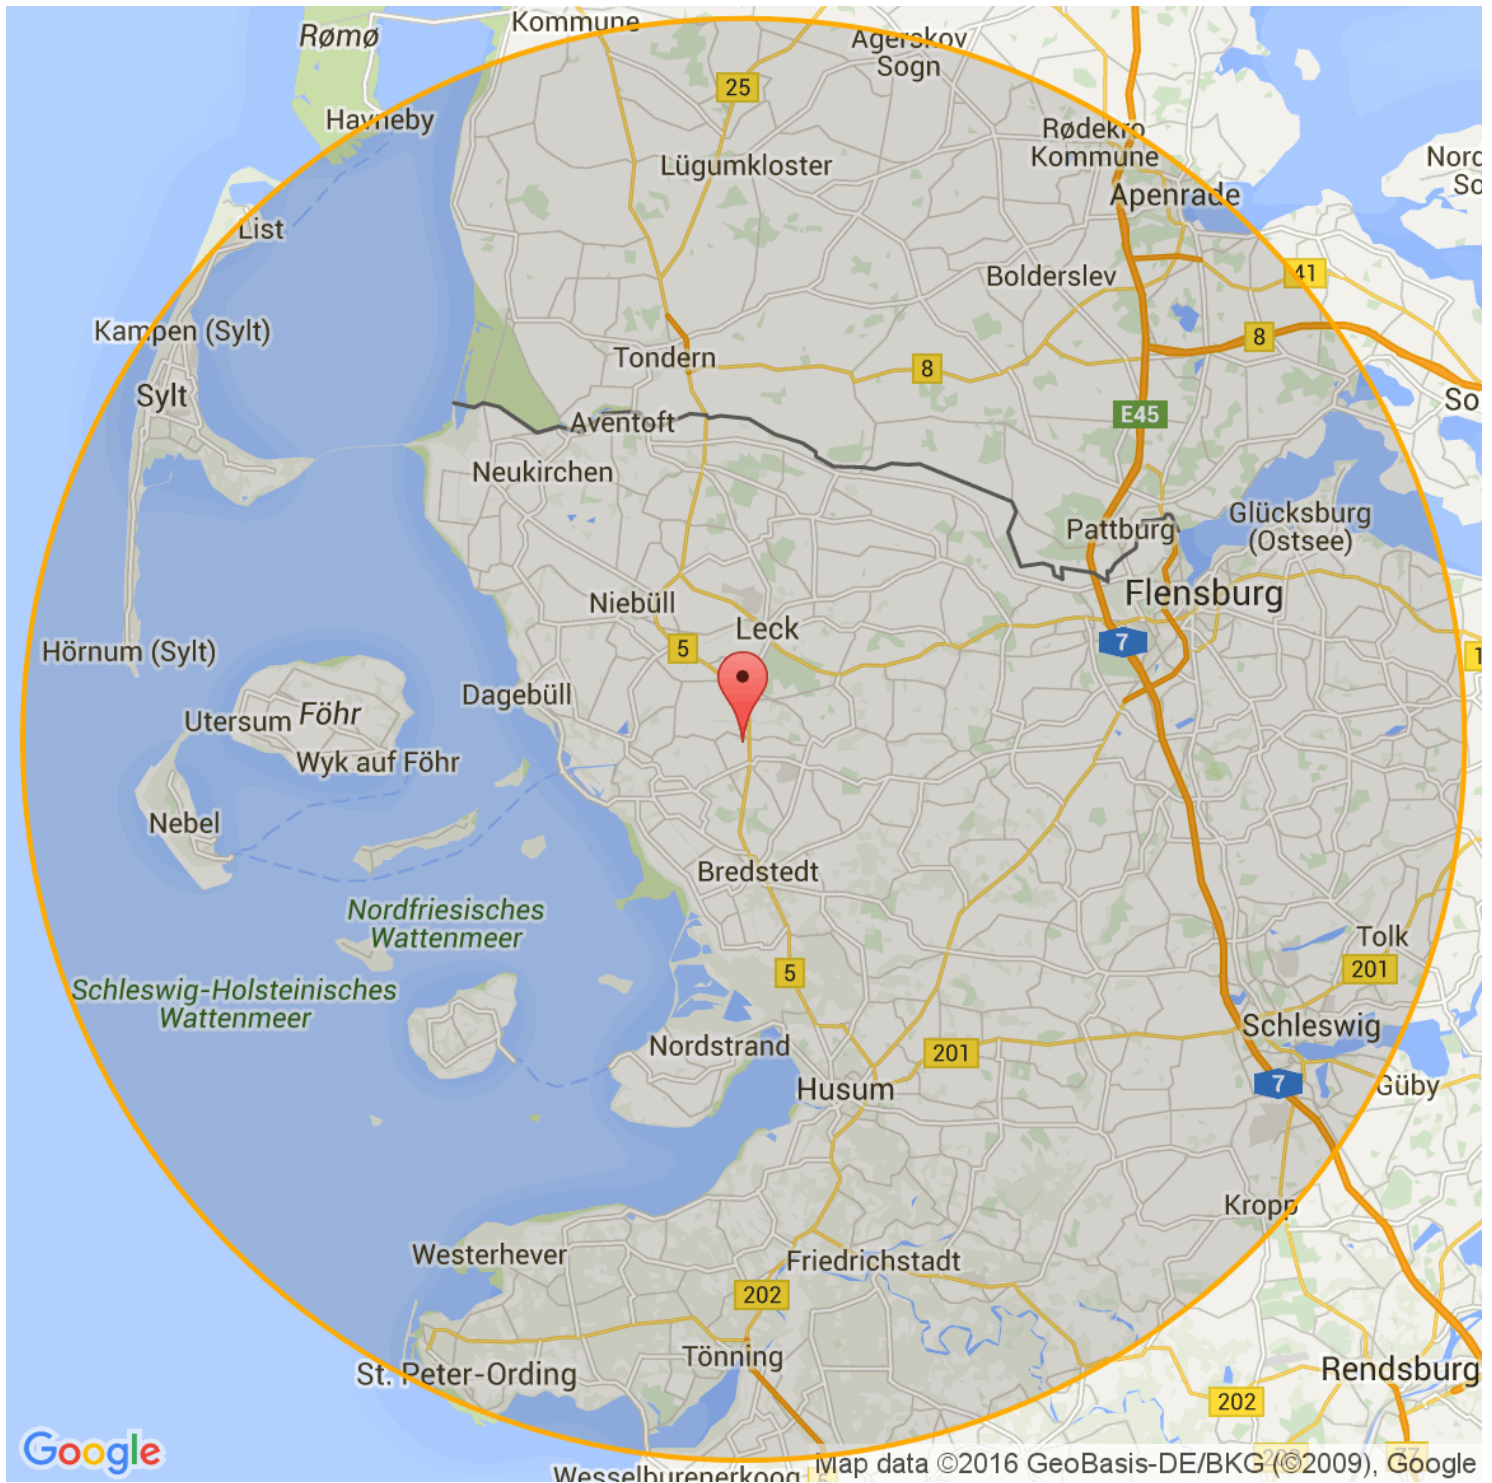 Kommune
Rømø
Agerskov
Sogn
25
Havneby
Rødekro
Kommune
Lügumkloster
Apenrade
List
Bolderslev
41
Kampen (Sylt)
8
Tondern
8
Sylt
So
E45
Aventoft
Neukirchen
Glücksburg
(Ostsee)
Pattburg
Flensburg
Niebüll
Leck
7
5
Hörnum (Sylt)
1
Dagebüll
Utersum
Föhr
Wyk auf Föhr
Nebel
Bredstedt
Nordfriesisches
Wattenmeer
Tolk
5
201
Schleswig-Holsteinisches
Wattenmeer
Schleswig
Nordstrand
201
Husum
7
Güby
Kropp
Westerhever
Friedrichstadt
202
Tönning
St. Peter-Ording
Rendsburg
202
Google
Map data ©2016 GeoBasis-DE/BKG (©2009), Google
Wesselburenerkoog